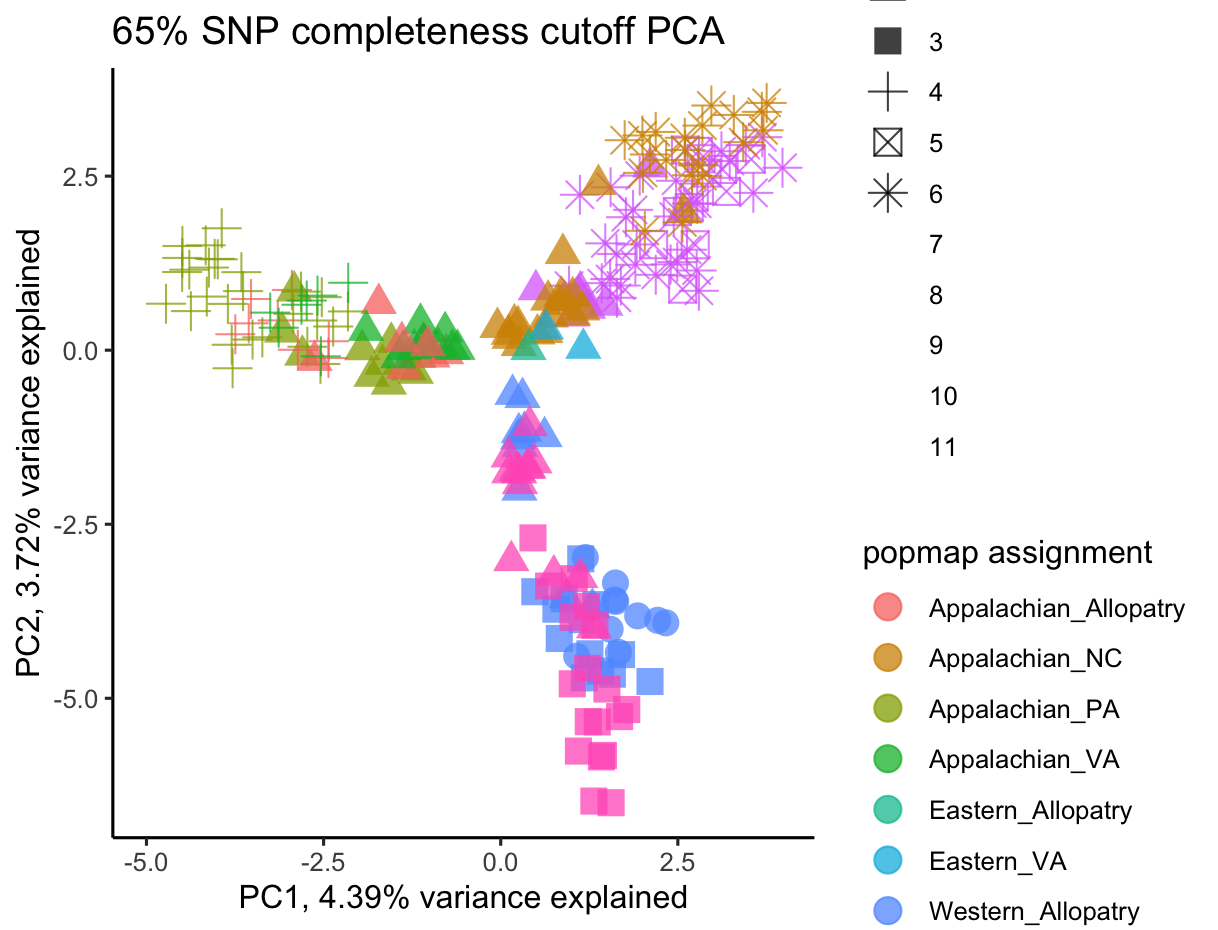 65% SNP completeness cutoff PCA
PC2, 3.72% variance explained
2.5
0.0
-2.5
-5.0
-5.0
-2.5
0.0
2.5
PC1, 4.39% variance explained
3
4
5
6
7
8
9
10
11
popmap assignment
Appalachian_Allopatry
Appalachian_NC
Appalachian_PA
Appalachian_VA
Eastern_Allopatry
Eastern_VA
Western_Allopatry